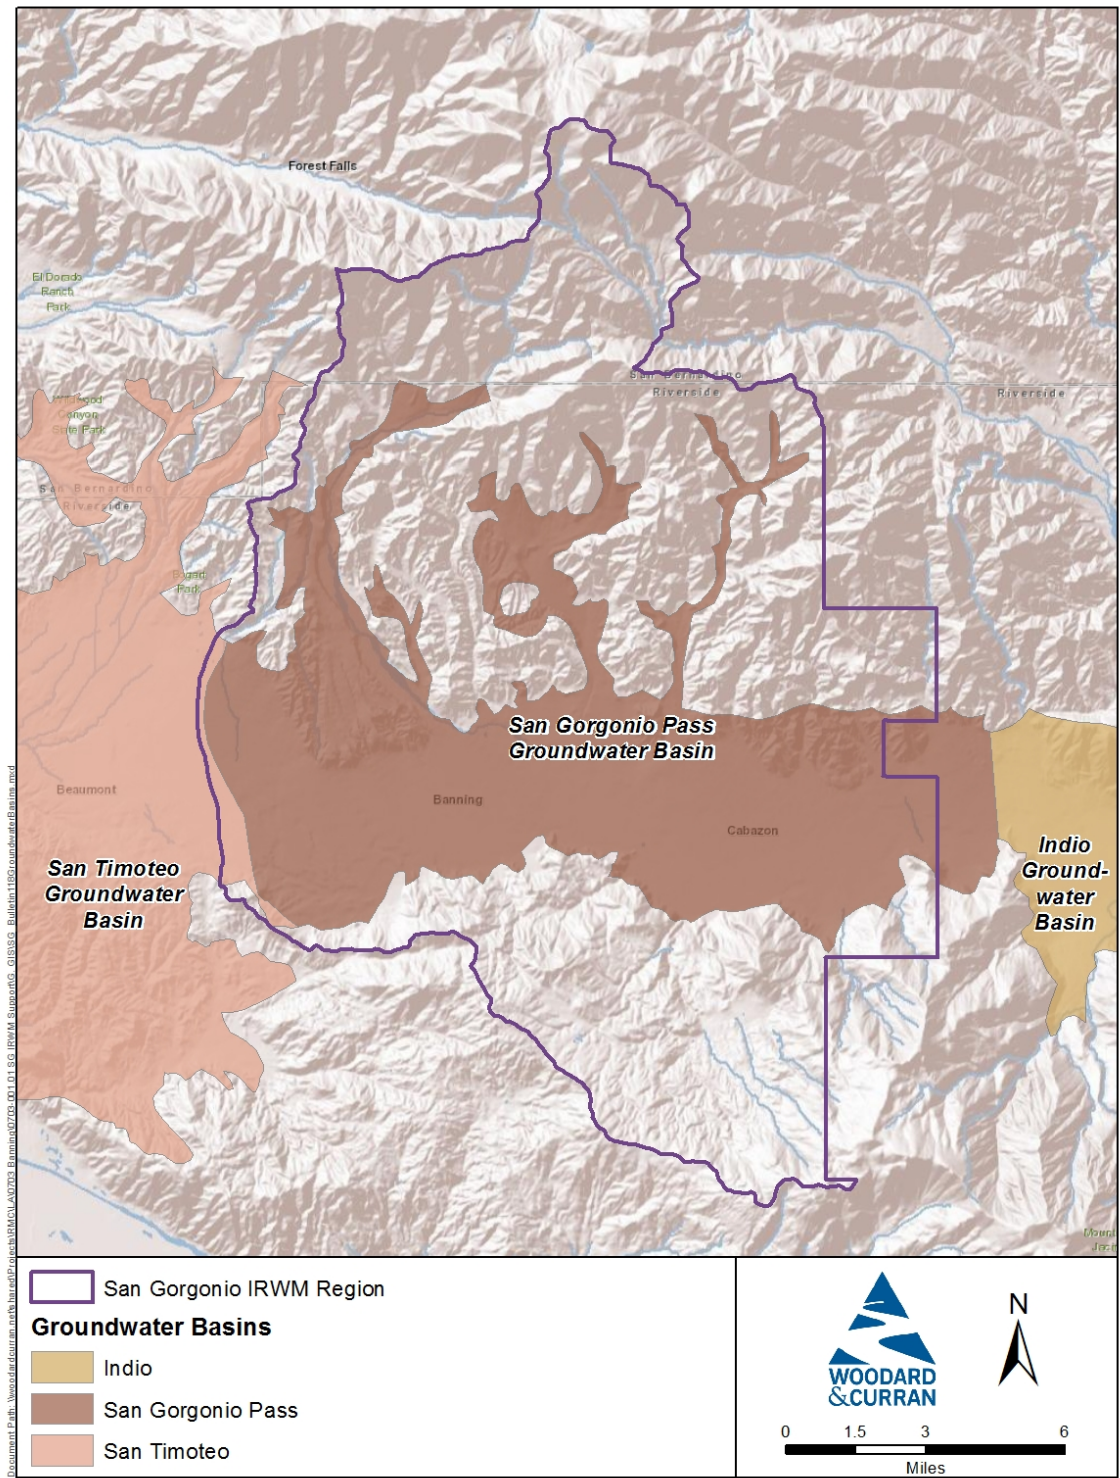 Forest Falls
El Dorado
Ranch
Park
San Bernardino
Riverside
Riverside
Wildwood
Canyon
State Park
San Bernardino
Riverside
Bogart
Park
San Gorgonio Pass
Groundwater Basin
Beaumont
Banning
Cabazon
San Timoteo
Groundwater
Basin
Indio
Ground-
water
Basin
San Gorgonio IRWM Region
Groundwater Basins
Indio
San Gorgonio Pass
San Timoteo
WOODARD
&CURRAN
N
0 1.5 3 6
Miles